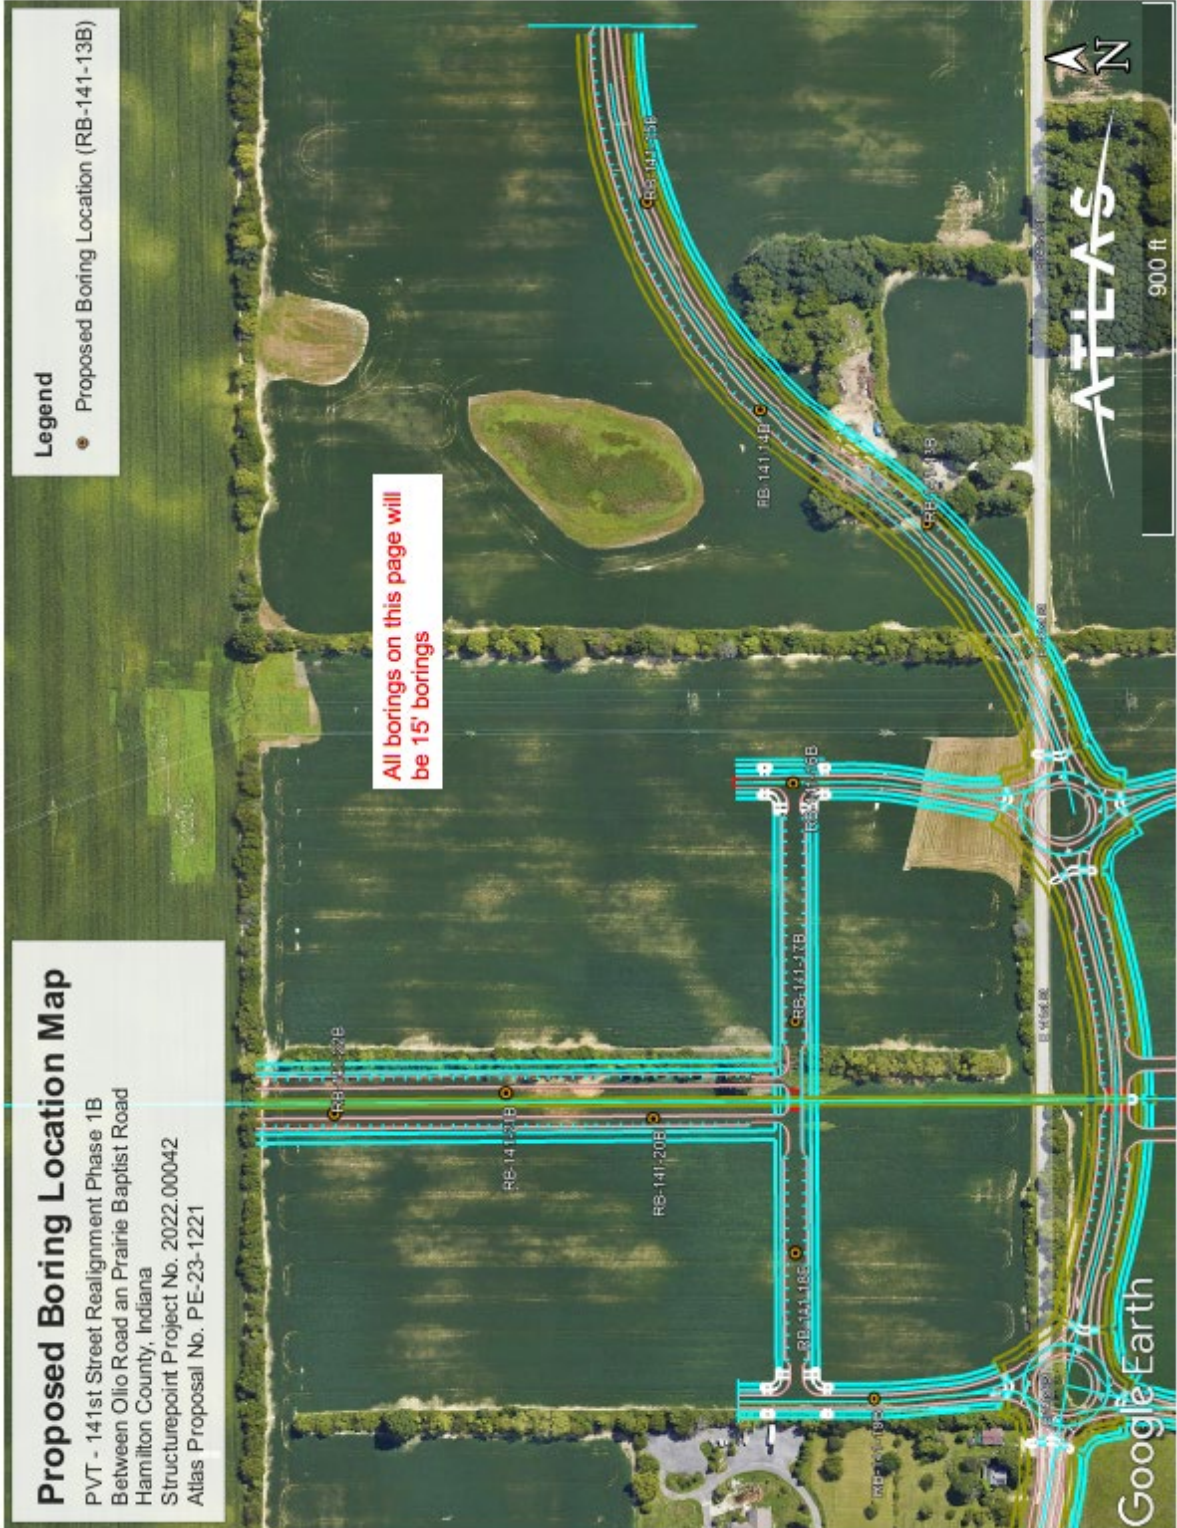 Proposed Boring Location Map
PVT - 141st Street Realignment Phase 1B
Between Olio Road an Prairie Baptist Road
Hamilton County, Indiana
Structurepoint Project No. 2022.00042
Atlas Proposal No. PE-23-1221
Legend
Proposed Boring Location (RB-141-13B)
All borings on this page will
be 15' borings
RB-141-21B
RB-141-20B
RB-141-18B
RB-141-17B
RB-141-14B
RB-141-15B
Google Earth
ATLAS
N
900 ft